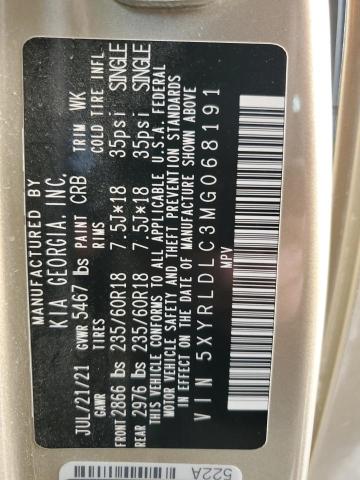 MANUFACTURED BY
KIA GEORGIA, INC.
JUL/21/21 GVWR 5467 lbs PAINT CRB TRIM WK
GAWR TIRES RIMS COLD TIRE INFL
FRONT 2866 lbs 235/60R18 7.5J*18 35psi SINGLE
REAR 2976 lbs 235/60R18 7.5J*18 35psi SINGLE
THIS VEHICLE CONFORMS TO ALL APPLICABLE U.S.A. FEDERAL
MOTOR VEHICLE SAFETY AND THEFT PREVENTION STANDARDS
IN EFFECT ON THE DATE OF MANUFACTURE SHOWN ABOVE
VIN 5XYRLDLC3MG068191
MPV
522A